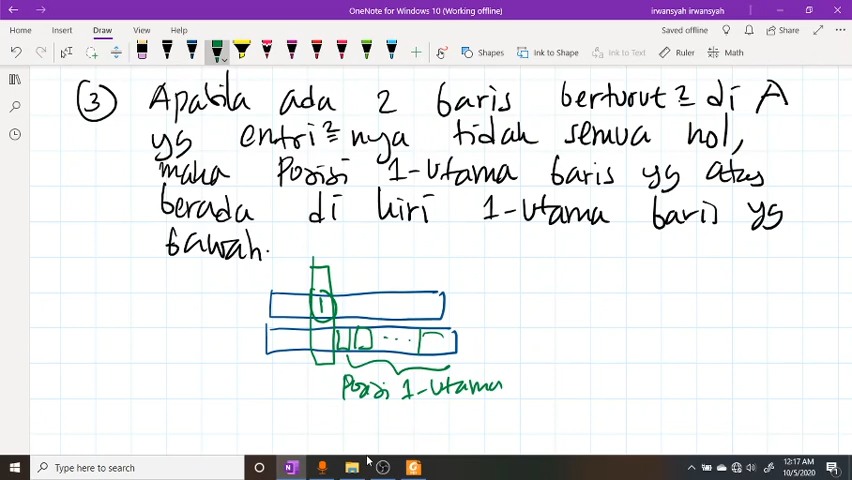 OneNote for Windows 10 (Working offline)
irwansyah irwansyah
Home Insert Draw View Help
Saved offline Share
Shapes Ink to Shape Ink to Text Ruler Math
3 Apabila ada 2 baris berturut2 di A
yg entri2nya tidak semua nol,
maka Posisi 1-Utama baris yg atas
berada di kiri 1-Utama baris yg
bawah.
1
...
Posisi 1-Utama
Type here to search
12:17 AM
10/5/2020